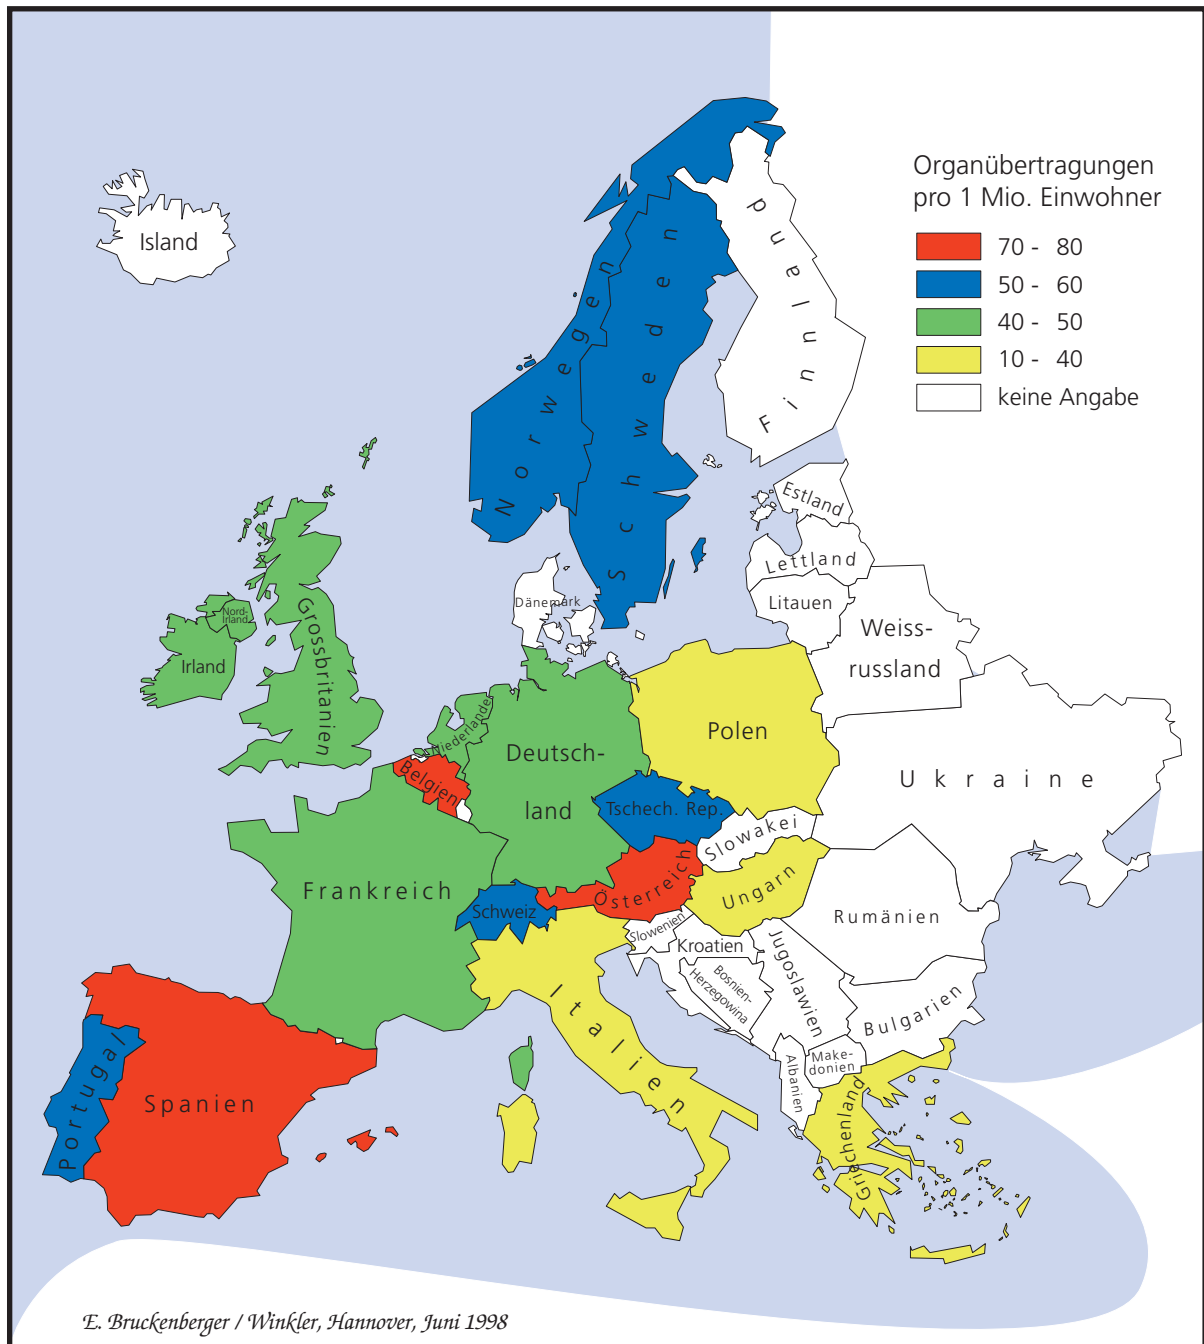 Organübertragungen
pro 1 Mio. Einwohner
70 - 80
50 - 60
40 - 50
10 - 40
keine Angabe
Island
Norwegen
Schweden
Finnland
Estland
Lettland
Litauen
Weiss-
russland
Dänemark
Nord-
Irland
Irland
Grossbritanien
Niederlande
Belgien
Deutsch-
land
Polen
Ukraine
Tschech. Rep.
Slowakei
Frankreich
Schweiz
Österreich
Ungarn
Rumänien
Slowenien
Kroatien
Bosnien-
Herzegowina
Jugoslawien
Bulgarien
Italien
Albanien
Make-
donien
Griechenland
Portugal
Spanien
E. Bruckenberger / Winkler, Hannover, Juni 1998